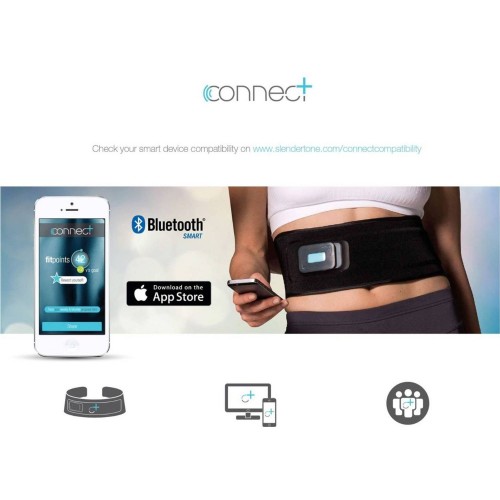 connect
Check your smart device compatibility on www.slendertone.com/connectcompatibility
connect
fitpoints
Bluetooth®
SMART
Download on the
App Store